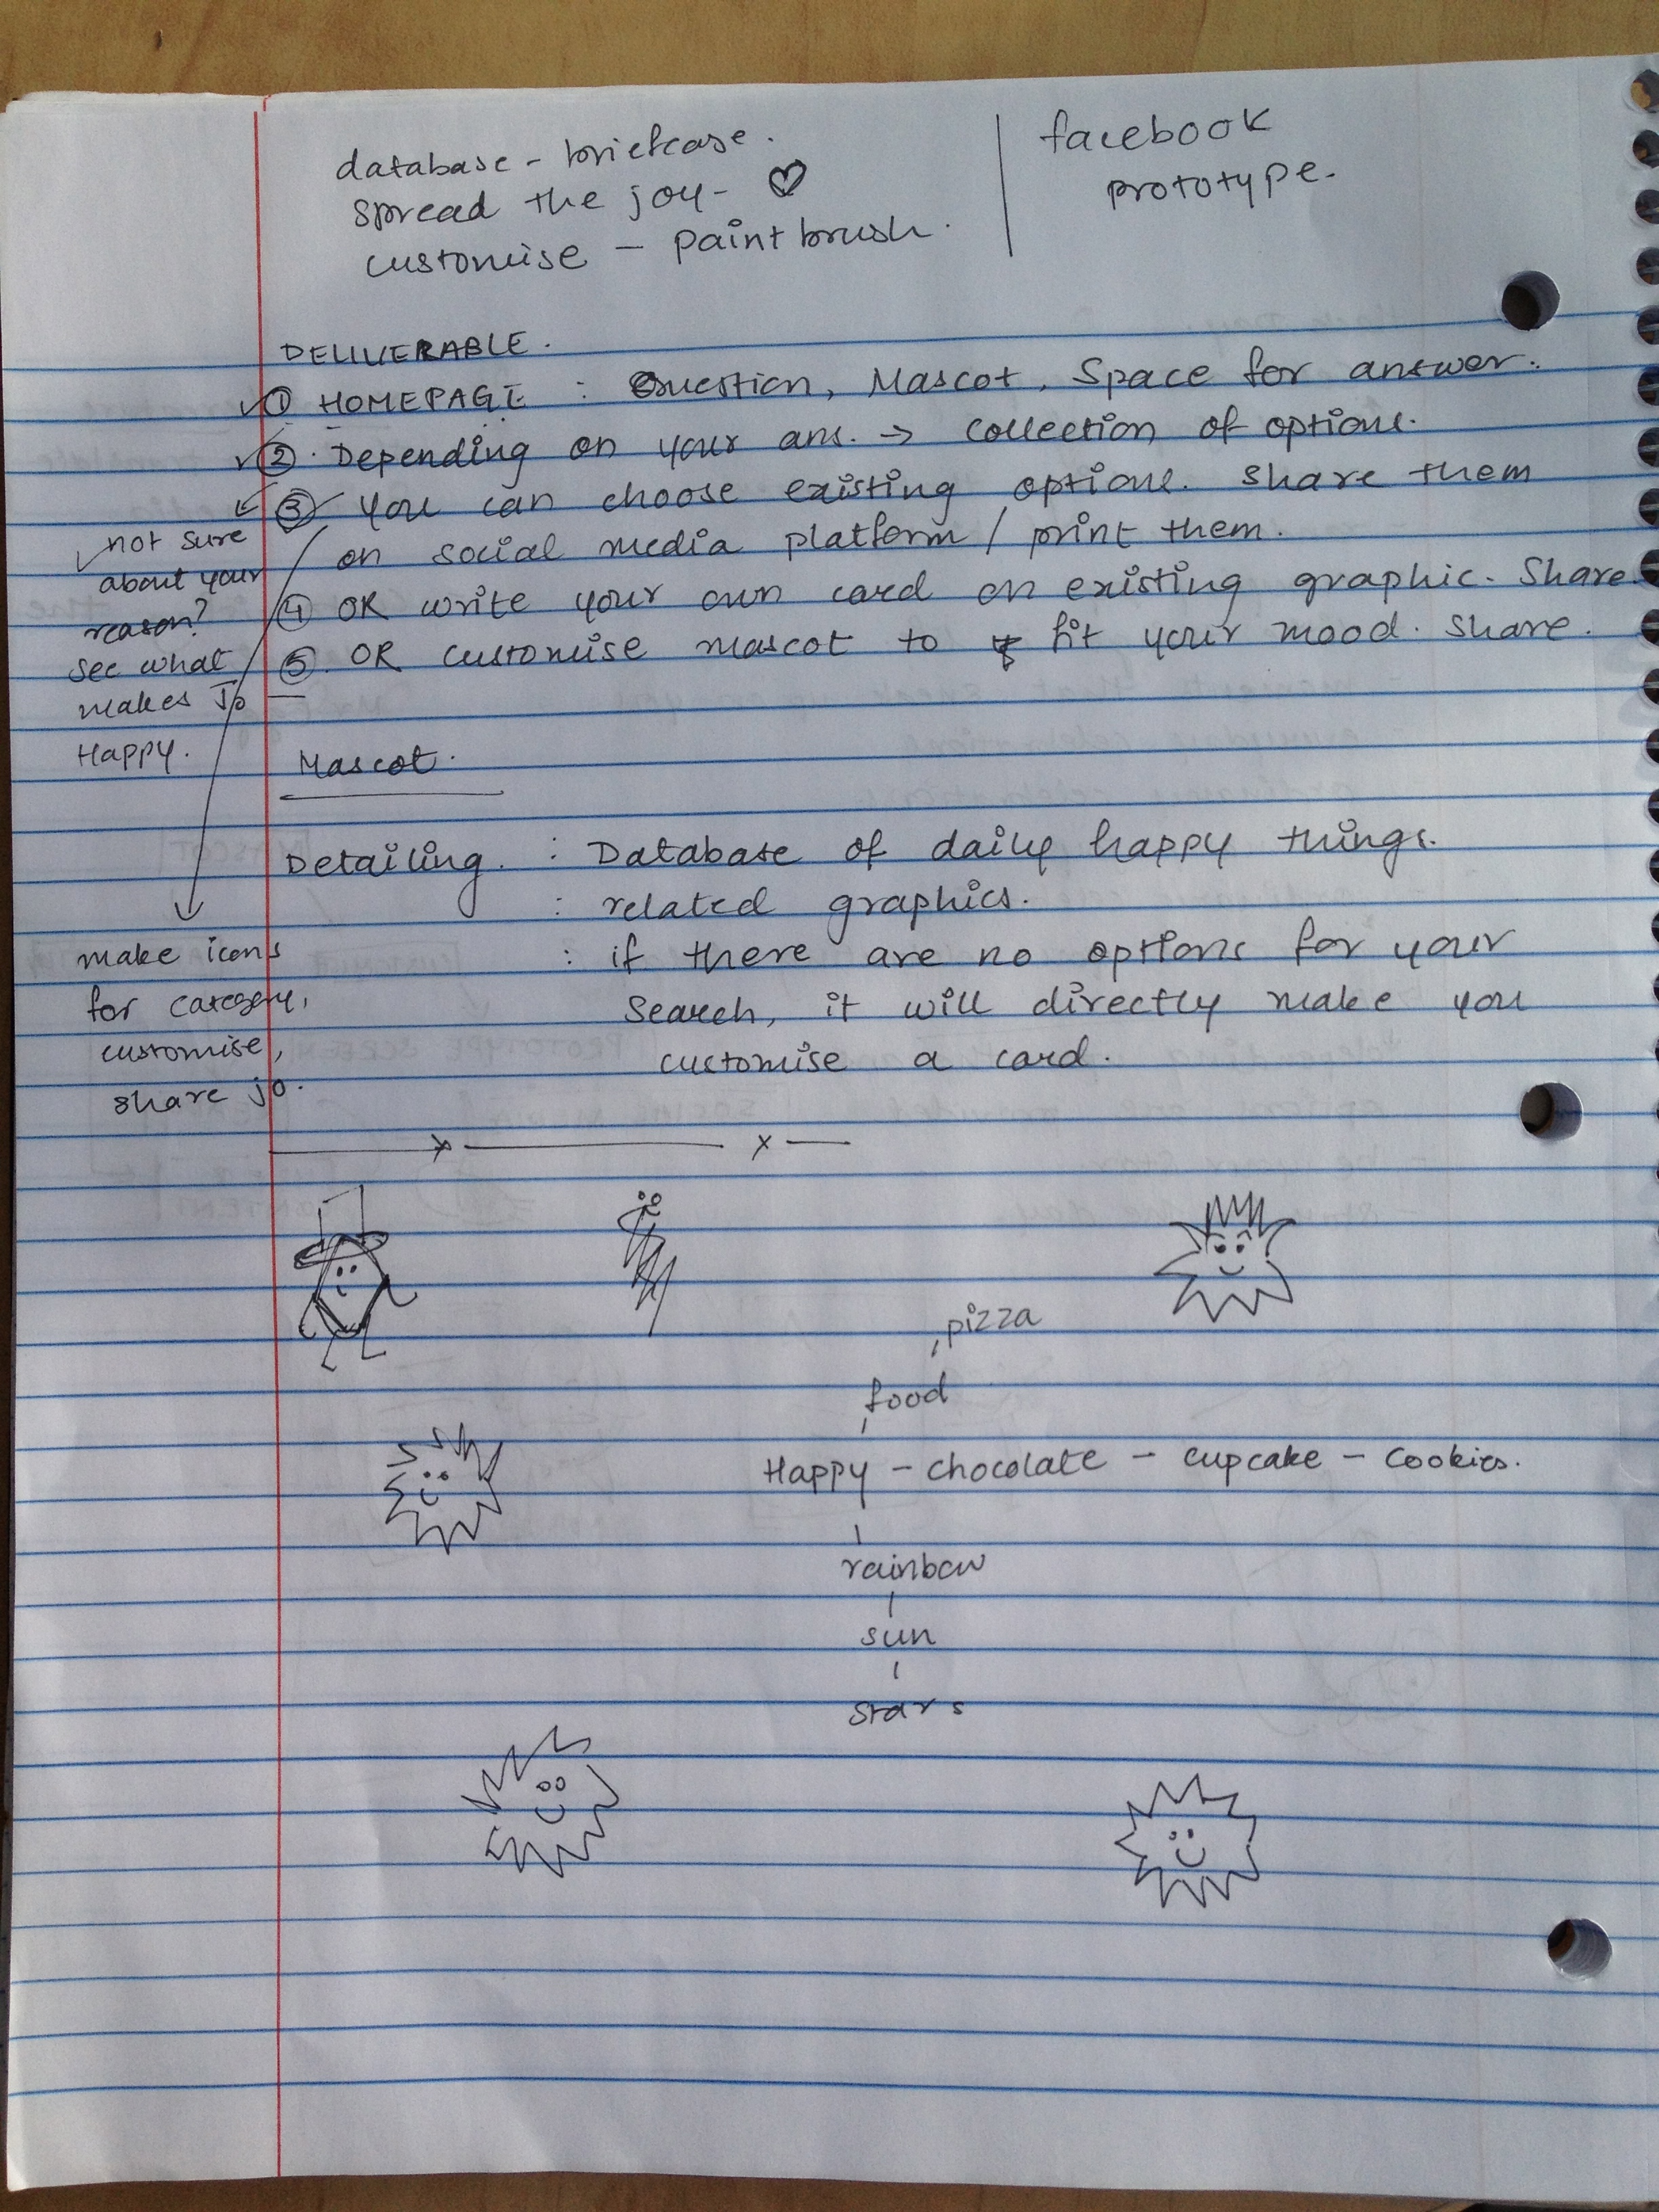 database - briefcase.
spread the joy - ♡
customise - paintbrush.
facebook
prototype.
DELIVERABLE.
① HOMEPAGE : Question, Mascot, Space for answer.
②. Depending on your ans. → collection of options.
③ You can choose existing options. Share them
on social media platform / print them.
④ OR write your own card on existing graphic. Share.
⑤. OR customise mascot to fit your mood. Share.
not sure
about your
reason?
see what
makes Jo
Happy.
Mascot.
Detailing : Database of daily happy things.
: related graphics.
: if there are no options for your
search, it will directly make you
customise a card.
make icons
for category,
customise,
share jo.
pizza
food
Happy - chocolate - cupcake - cookies.
rainbow
sun
stars